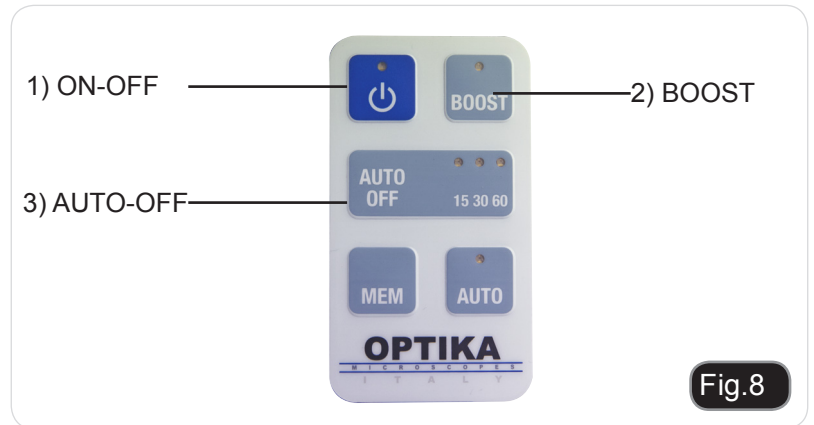 1) ON-OFF
BOOST
2) BOOST
3) AUTO-OFF
AUTO
OFF
15 30 60
MEM
AUTO
OPTIKA
MICROSCOPES
ITALY
Fig.8